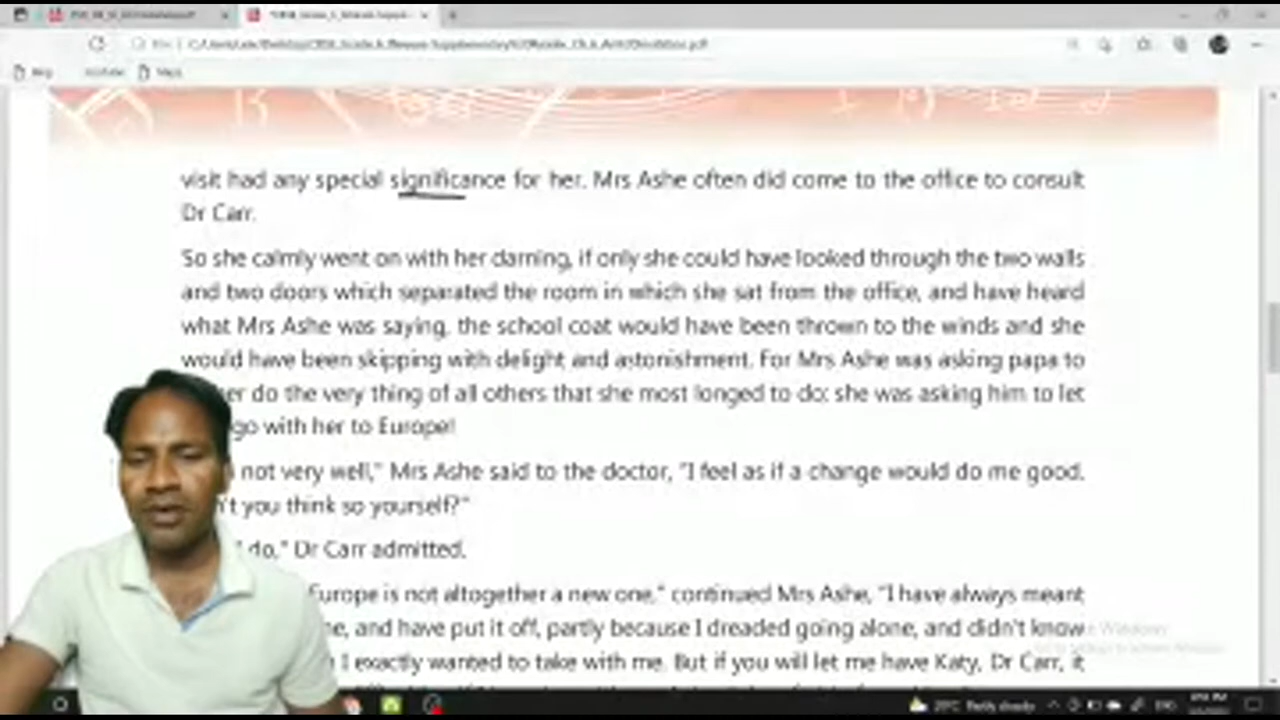 visit had any special significance for her. Mrs Ashe often did come to the office to consult
Dr Carr.
So she calmly went on with her darning, if only she could have looked through the two walls
and two doors which separated the room in which she sat from the office, and have heard
what Mrs Ashe was saying, the school coat would have been thrown to the winds and she
would have been skipping with delight and astonishment. For Mrs Ashe was asking papa to
er do the very thing of all others that she most longed to do; she was asking him to let
go with her to Europe!
not very well," Mrs Ashe said to the doctor, "I feel as if a change would do me good.
n't you think so yourself?"
do," Dr Carr admitted.
Europe is not altogether a new one," continued Mrs Ashe, "I have always meant
e, and have put it off, partly because I dreaded going alone, and didn't know
I exactly wanted to take with me. But if you will let me have Katy, Dr Carr, it